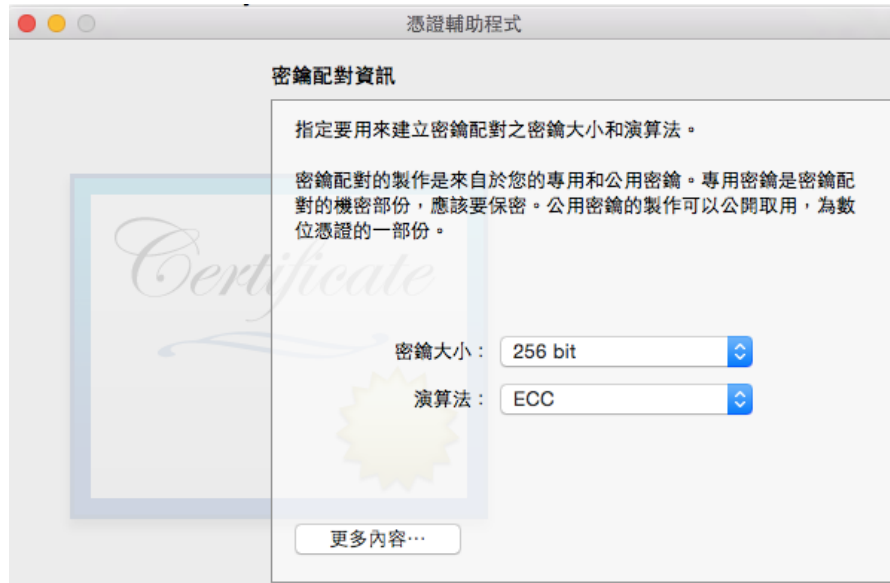 憑證輔助程式
密鑰配對資訊
指定要用來建立密鑰配對之密鑰大小和演算法。
密鑰配對的製作是來自於您的專用和公用密鑰。專用密鑰是密鑰配
對的機密部份，應該要保密。公用密鑰的製作可以公開取用，為數
位憑證的一部份。
Certificate
密鑰大小： 256 bit
演算法： ECC
更多內容⋯